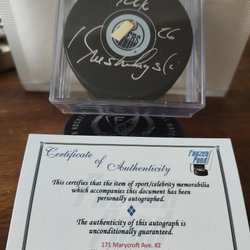 56
Certificate
of Authenticity
Frozen
Pond
This certifies that the item of sport/celebrity memorabilia
which accompanies this document has been
personally autographed.
The authenticity of this autograph is
unconditionally guaranteed.
171 Marycroft Ave. #2